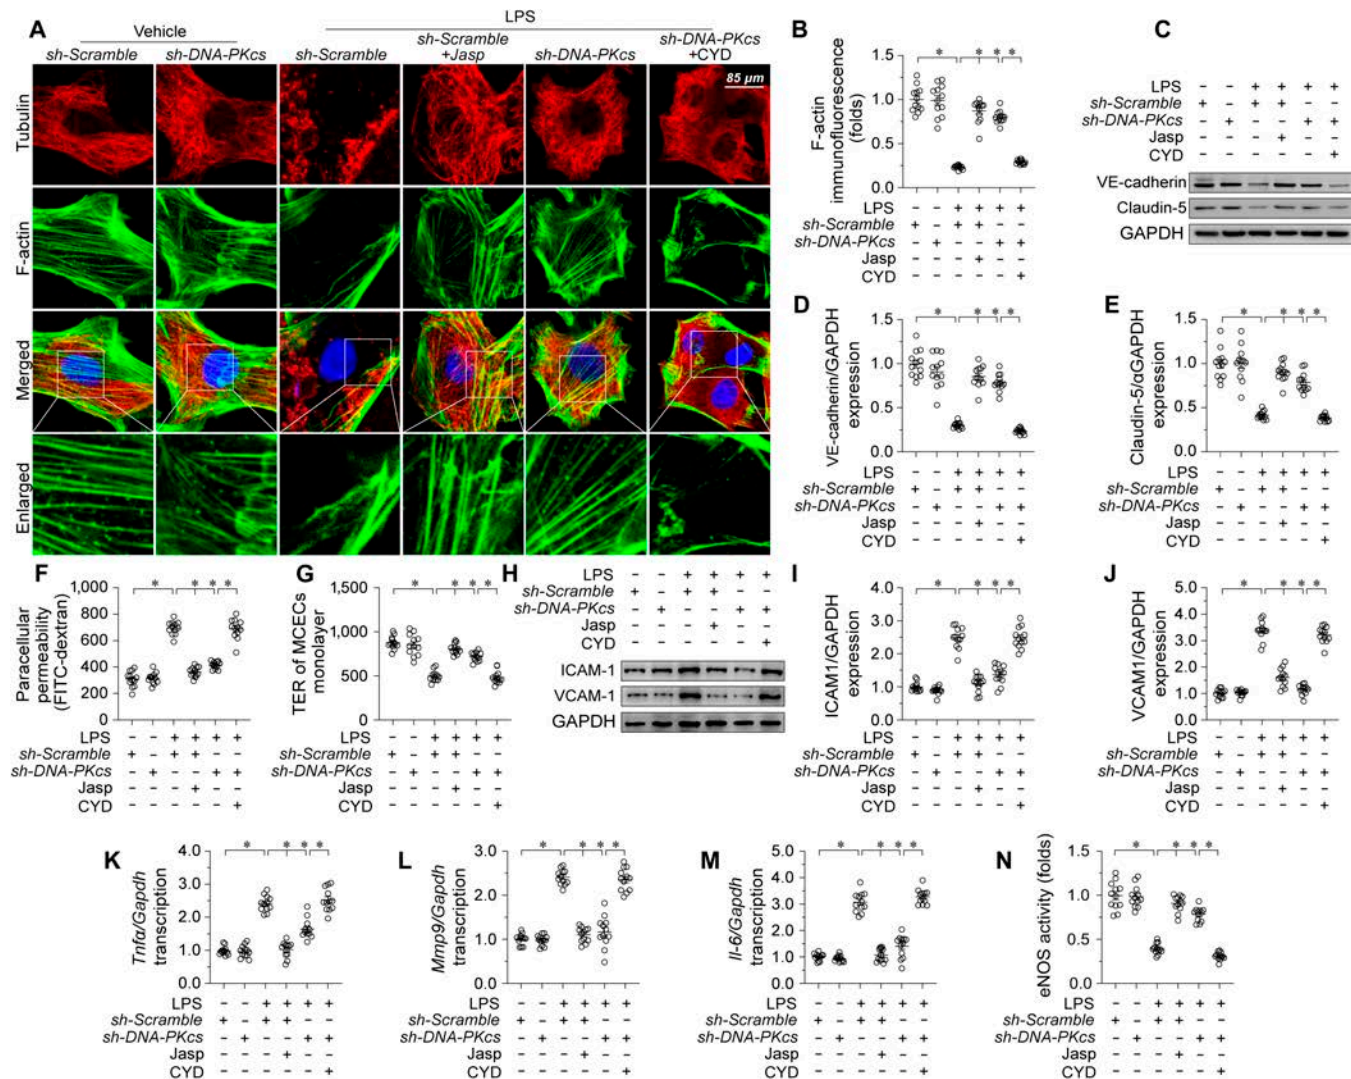 A
Vehicle
LPS
sh-Scramble
sh-DNA-PKcs
sh-Scramble
sh-Scramble
+Jasp
sh-DNA-PKcs
sh-DNA-PKcs
+CYD
85 µm
Tubulin
F-actin
Merged
Enlarged
B
F-actin
immunofluorescence
(folds)
1.5
1.0
0.5
0.0
* * * *
LPS - - + + + +
sh-Scramble + - + + - -
sh-DNA-PKcs - + - - + +
Jasp - - - + - -
CYD - - - - - +
C
LPS - - + + + +
sh-Scramble + - + + - -
sh-DNA-PKcs - + - - + +
Jasp - - - + - -
CYD - - - - - +
VE-cadherin
Claudin-5
GAPDH
D
VE-cadherin/GAPDH
expression
1.5
1.0
0.5
0.0
* * * *
LPS - - + + + +
sh-Scramble + - + + - -
sh-DNA-PKcs - + - - + +
Jasp - - - + - -
CYD - - - - - +
E
Claudin-5/αGAPDH
expression
1.5
1.0
0.5
0.0
* * * *
LPS - - + + + +
sh-Scramble + - + + - -
sh-DNA-PKcs - + - - + +
Jasp - - - + - -
CYD - - - - - +
F
Paracellular
permeability
(FITC-dextran)
1,000
800
600
400
200
0
* * * *
LPS - - + + + +
sh-Scramble + - + + - -
sh-DNA-PKcs - + - - + +
Jasp - - - + - -
CYD - - - - - +
G
TER of MCECs
monolayer
1,500
1,000
500
0
* * * *
LPS - - + + + +
sh-Scramble + - + + - -
sh-DNA-PKcs - + - - + +
Jasp - - - + - -
CYD - - - - - +
H
LPS - - + + + +
sh-Scramble + - + + - -
sh-DNA-PKcs - + - - + +
Jasp - - - + - -
CYD - - - - - +
ICAM-1
VCAM-1
GAPDH
I
ICAM1/GAPDH
expression
4.0
3.0
2.0
1.0
0.0
* * * *
LPS - - + + + +
sh-Scramble + - + + - -
sh-DNA-PKcs - + - - + +
Jasp - - - + - -
CYD - - - - - +
J
VCAM1/GAPDH
expression
5.0
4.0
3.0
2.0
1.0
0.0
* * * *
LPS - - + + + +
sh-Scramble + - + + - -
sh-DNA-PKcs - + - - + +
Jasp - - - + - -
CYD - - - - - +
K
Tnfα/Gapdh
transcription
4.0
3.0
2.0
1.0
0.0
* * * *
LPS - - + + + +
sh-Scramble + - + + - -
sh-DNA-PKcs - + - - + +
Jasp - - - + - -
CYD - - - - - +
L
Mmp9/Gapdh
transcription
3.0
2.0
1.0
0.0
* * * *
LPS - - + + + +
sh-Scramble + - + + - -
sh-DNA-PKcs - + - - + +
Jasp - - - + - -
CYD - - - - - +
M
Il-6/Gapdh
transcription
5.0
4.0
3.0
2.0
1.0
0.0
* * * *
LPS - - + + + +
sh-Scramble + - + + - -
sh-DNA-PKcs - + - - + +
Jasp - - - + - -
CYD - - - - - +
N
eNOS activity (folds)
1.5
1.0
0.5
0.0
* * * *
LPS - - + + + +
sh-Scramble + - + + - -
sh-DNA-PKcs - + - - + +
Jasp - - - + - -
CYD - - - - - +